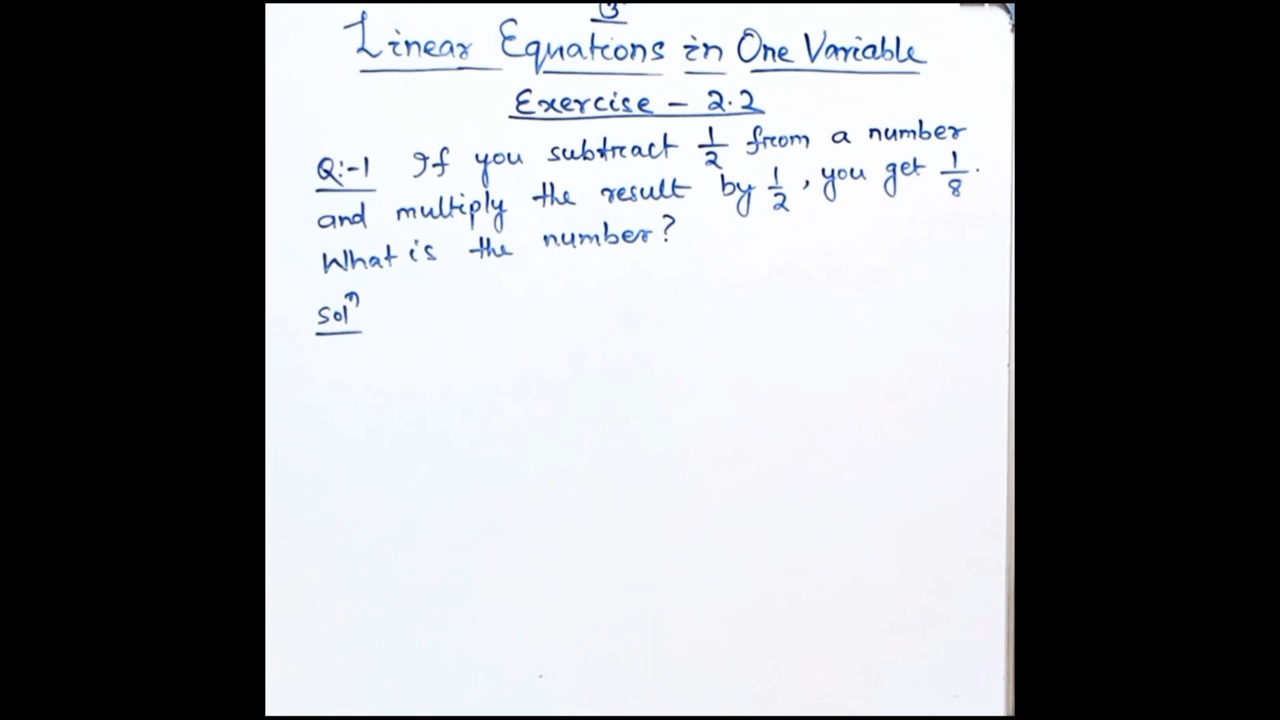 3
Linear Equations in One Variable
Exercise - 2.2
Q:-1 If you subtract 1/2 from a number
and multiply the result by 1/2, you get 1/8.
What is the number?
Solⁿ